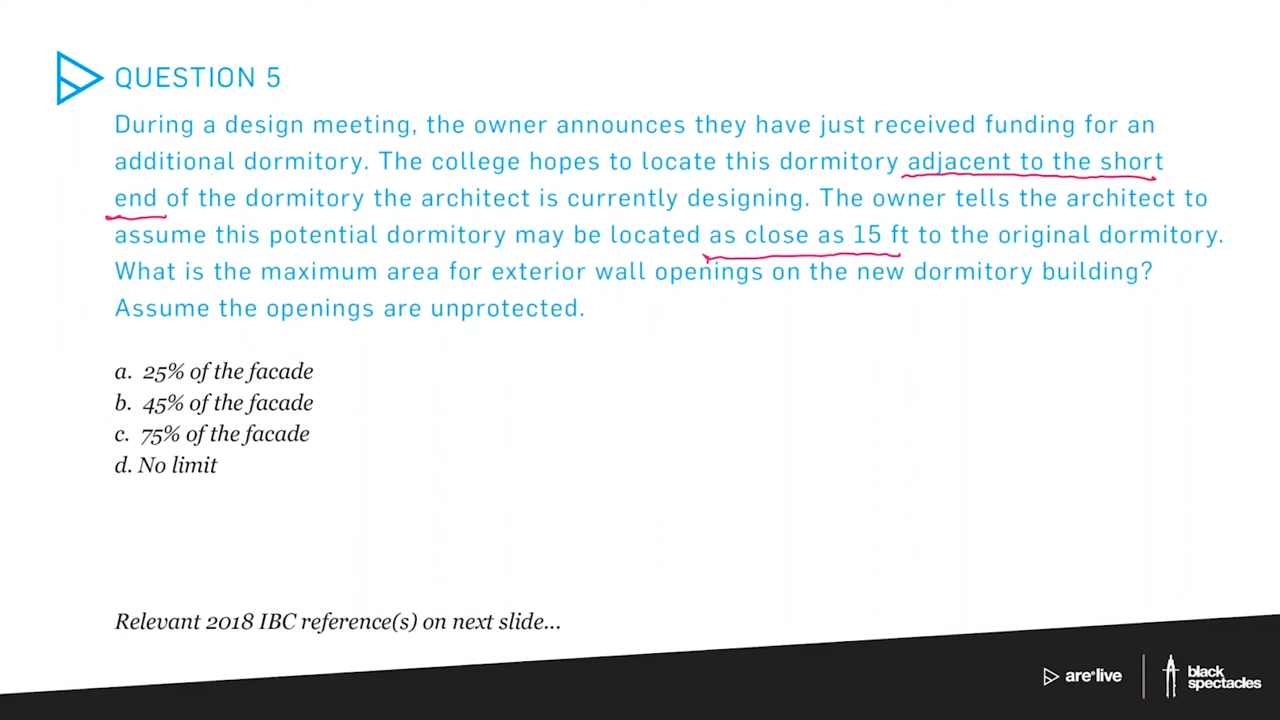 QUESTION 5
During a design meeting, the owner announces they have just received funding for an
additional dormitory. The college hopes to locate this dormitory adjacent to the short
end of the dormitory the architect is currently designing. The owner tells the architect to
assume this potential dormitory may be located as close as 15 ft to the original dormitory.
What is the maximum area for exterior wall openings on the new dormitory building?
Assume the openings are unprotected.
a. 25% of the facade
b. 45% of the facade
c. 75% of the facade
d. No limit
Relevant 2018 IBC reference(s) on next slide...
are*live
black
spectacles